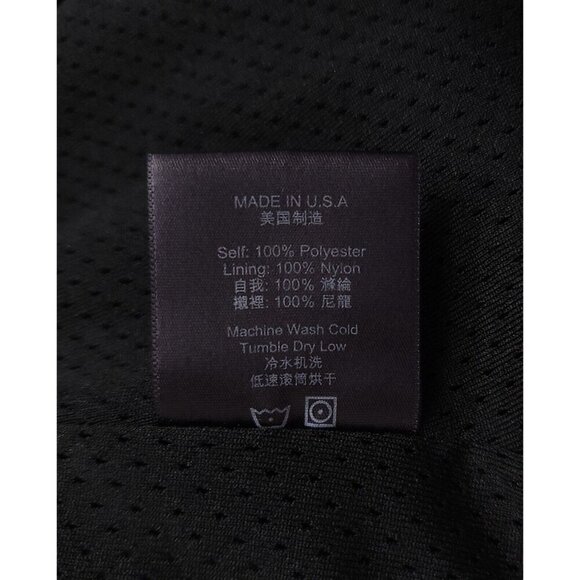 MADE IN U.S.A
美国制造
Self: 100% Polyester
Lining: 100% Nylon
自我: 100% 滌綸
襯裡: 100% 尼龍
Machine Wash Cold
Tumble Dry Low
冷水机洗
低速滚筒烘干